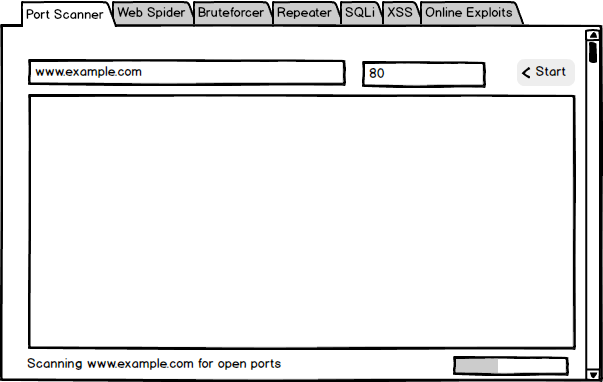 Port Scanner Web Spider Bruteforcer Repeater SQLi XSS Online Exploits
www.example.com 80 Start
Scanning www.example.com for open ports